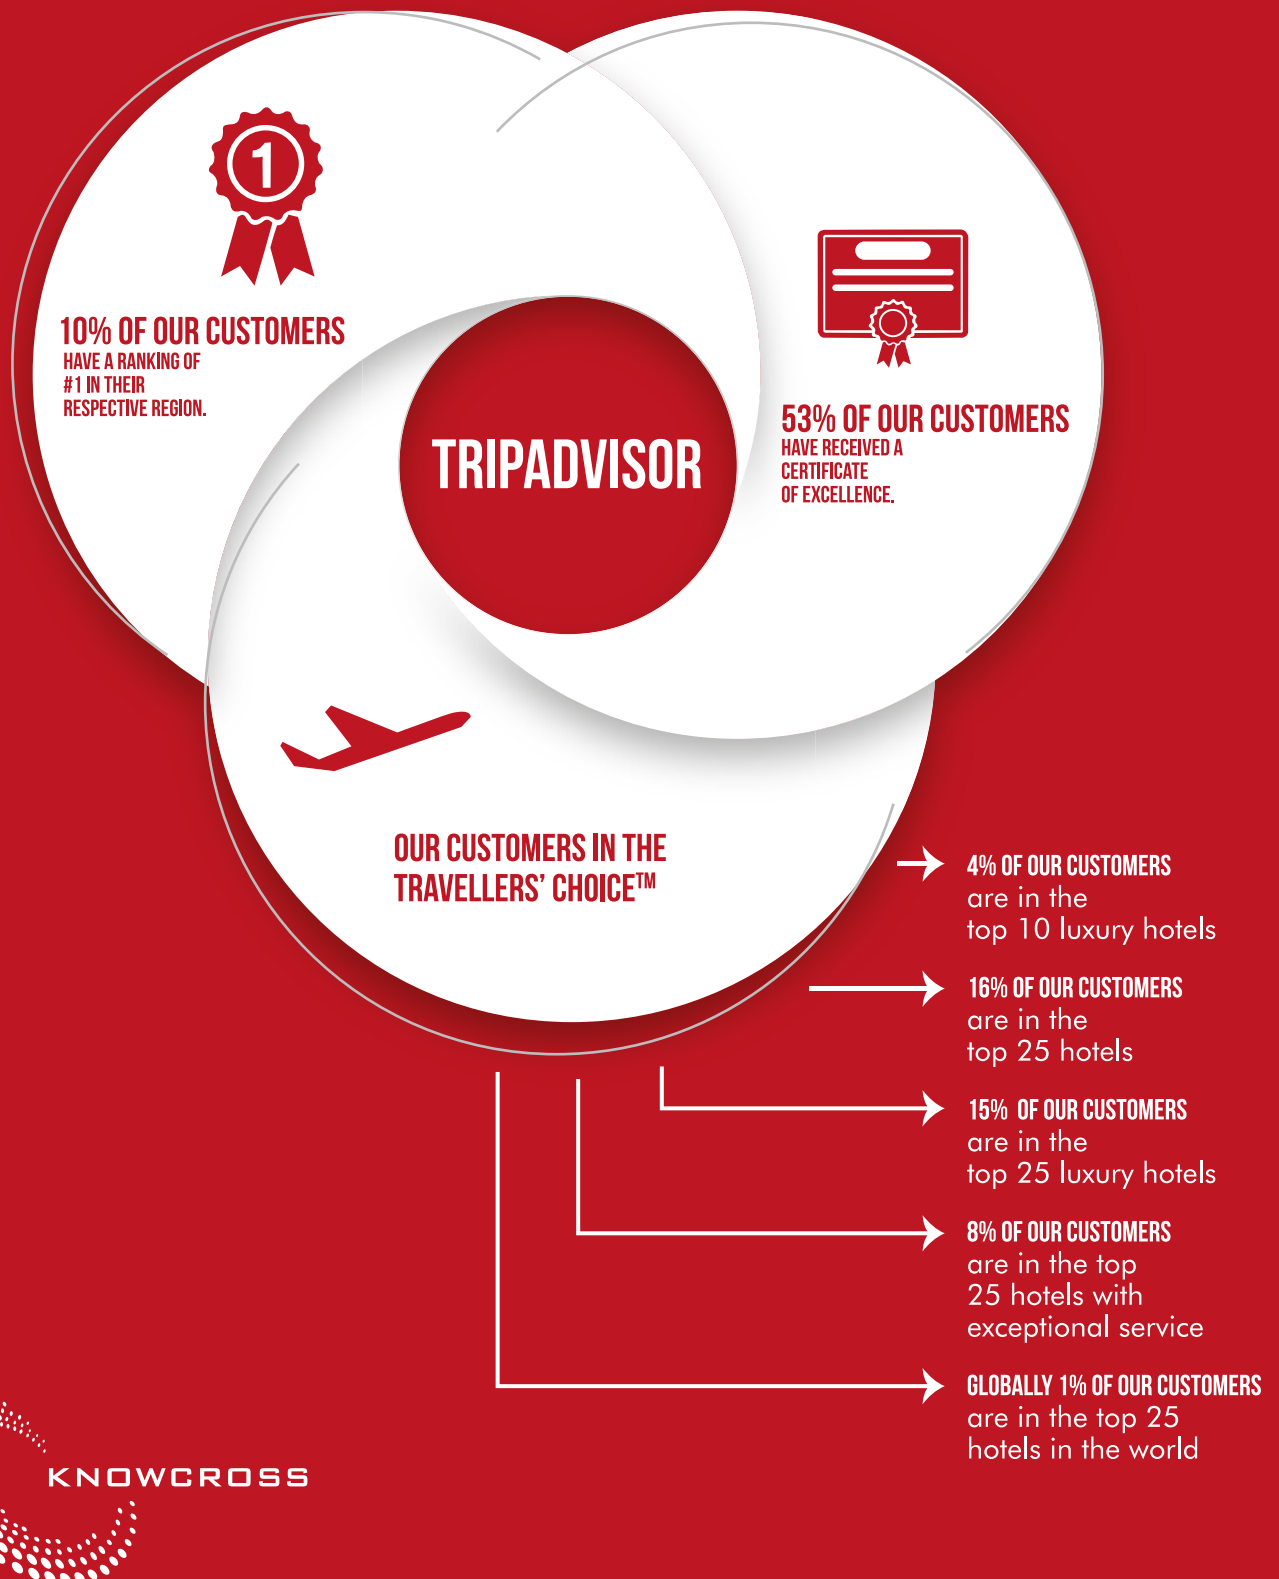 1
10% OF OUR CUSTOMERS
HAVE A RANKING OF
#1 IN THEIR
RESPECTIVE REGION.
TRIPADVISOR
53% OF OUR CUSTOMERS
HAVE RECEIVED A
CERTIFICATE
OF EXCELLENCE.
OUR CUSTOMERS IN THE
TRAVELLERS' CHOICE™
4% OF OUR CUSTOMERS
are in the
top 10 luxury hotels
16% OF OUR CUSTOMERS
are in the
top 25 hotels
15% OF OUR CUSTOMERS
are in the
top 25 luxury hotels
8% OF OUR CUSTOMERS
are in the top
25 hotels with
exceptional service
GLOBALLY 1% OF OUR CUSTOMERS
are in the top 25
hotels in the world
KNOWCROSS